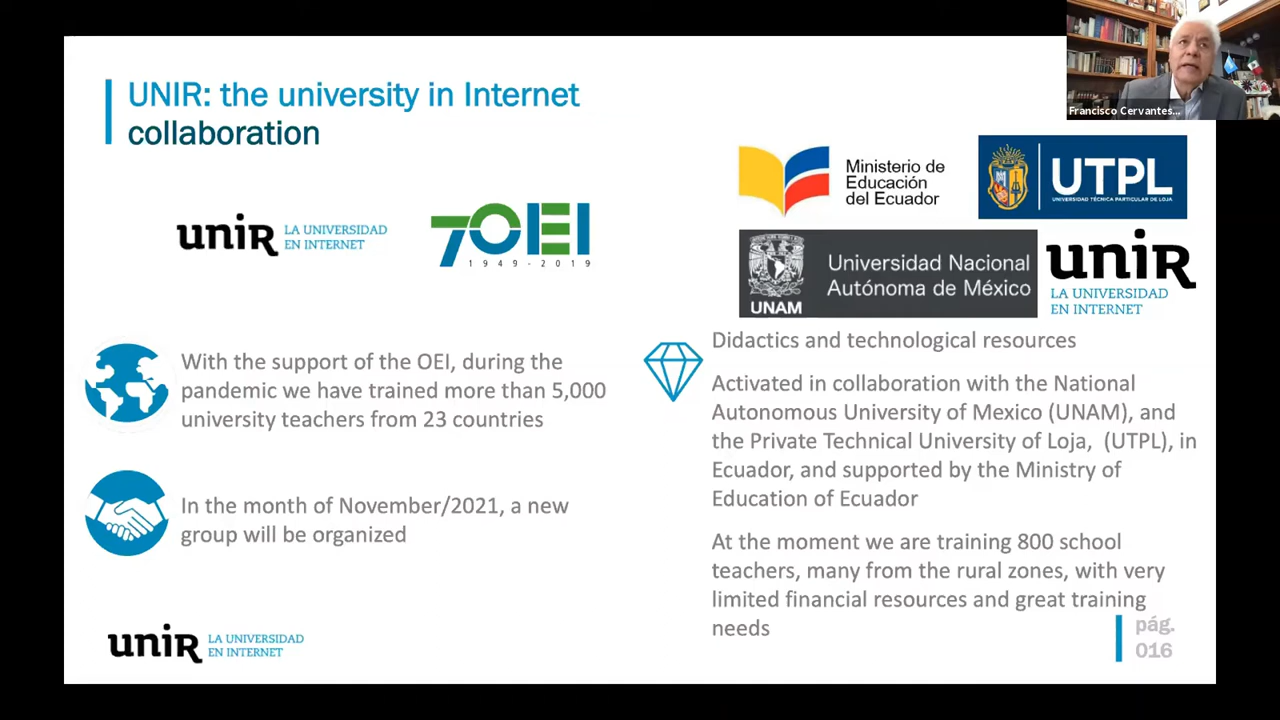 UNIR: the university in Internet
collaboration
Francisco Cervantes...
unir LA UNIVERSIDAD
EN INTERNET
7OEI
1949-2019
Ministerio de
Educación
del Ecuador
UTPL
UNIVERSIDAD TÉCNICA PARTICULAR DE LOJA
UNAM
Universidad Nacional
Autónoma de México
unir
LA UNIVERSIDAD
EN INTERNET
With the support of the OEI, during the
pandemic we have trained more than 5,000
university teachers from 23 countries
In the month of November/2021, a new
group will be organized
Didactics and technological resources
Activated in collaboration with the National
Autonomous University of Mexico (UNAM), and
the Private Technical University of Loja, (UTPL), in
Ecuador, and supported by the Ministry of
Education of Ecuador
At the moment we are training 800 school
teachers, many from the rural zones, with very
limited financial resources and great training
needs
unir LA UNIVERSIDAD
EN INTERNET
pág.
016